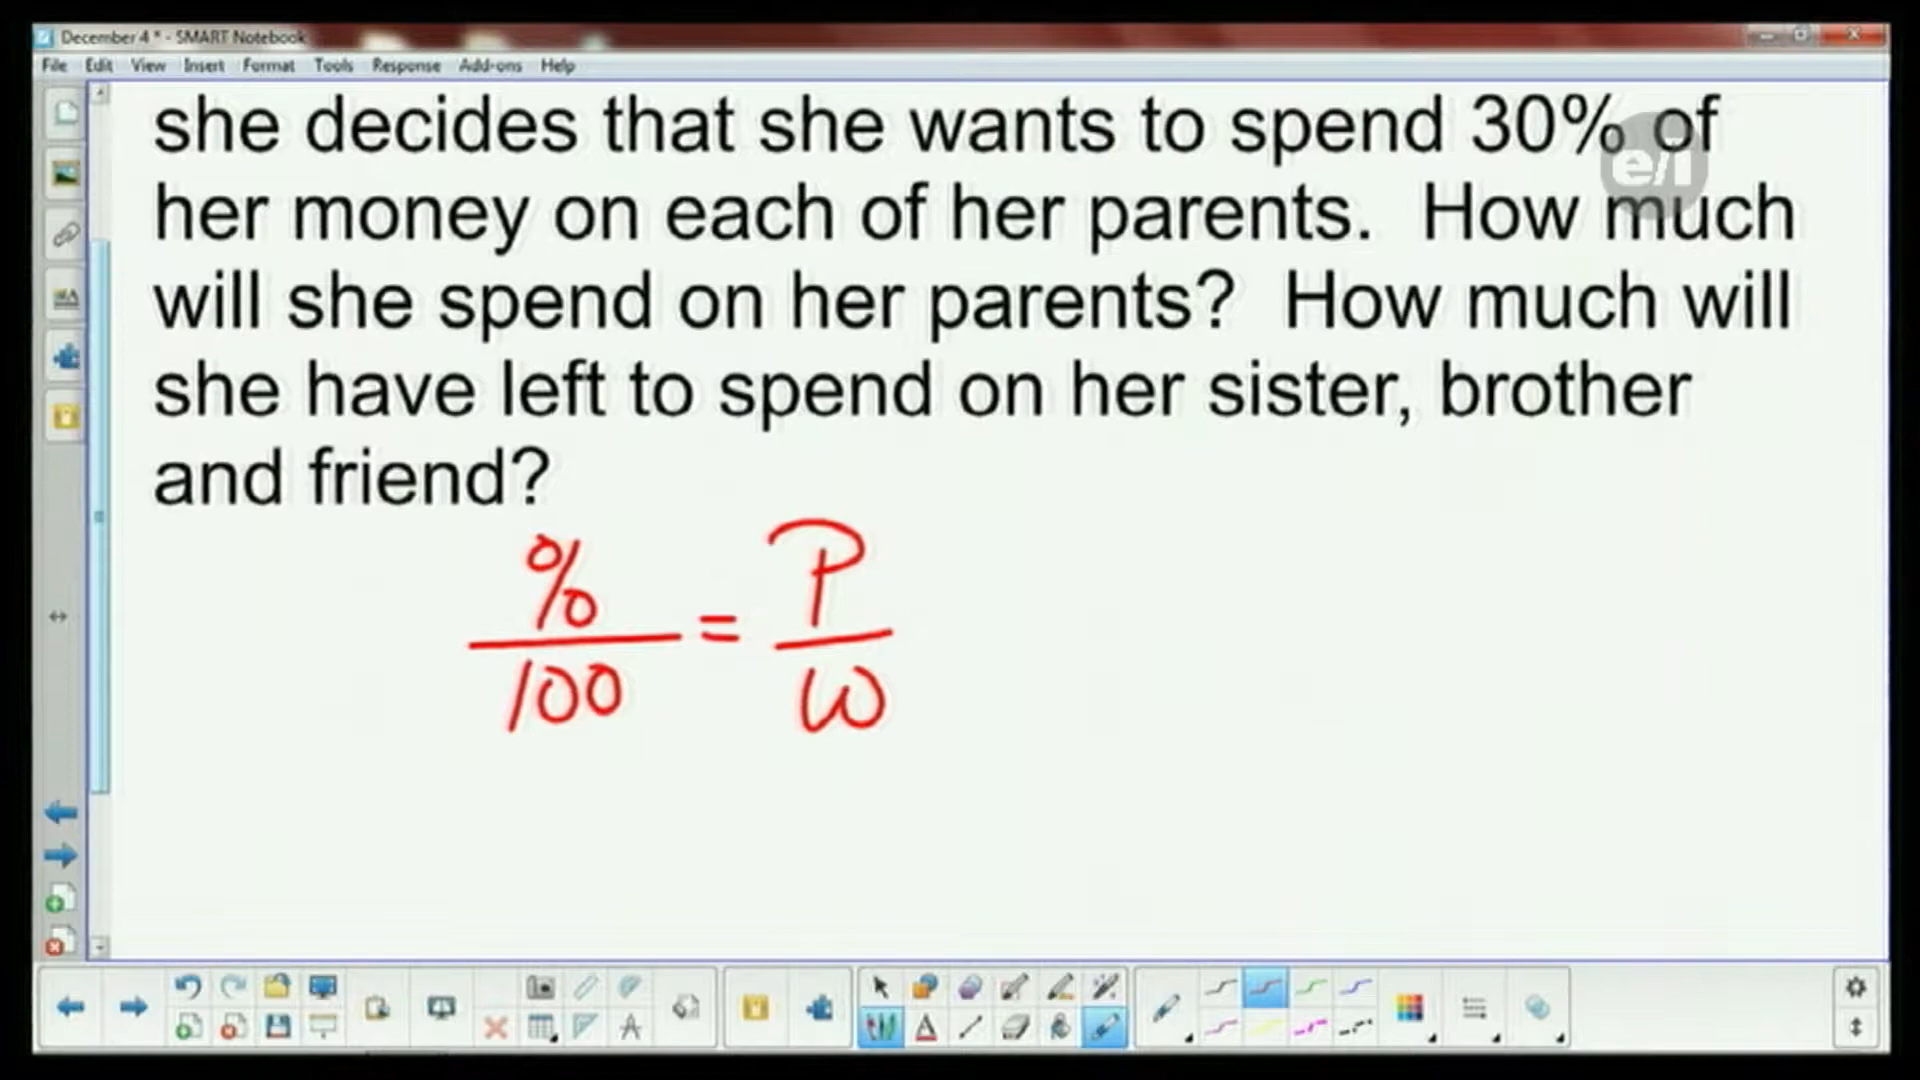 December 4 * - SMART Notebook
File Edit View Insert Format Tools Response Add-ons Help
she decides that she wants to spend 30% of
her money on each of her parents. How much
will she spend on her parents? How much will
she have left to spend on her sister, brother
and friend?
% = P
100 W
e/i